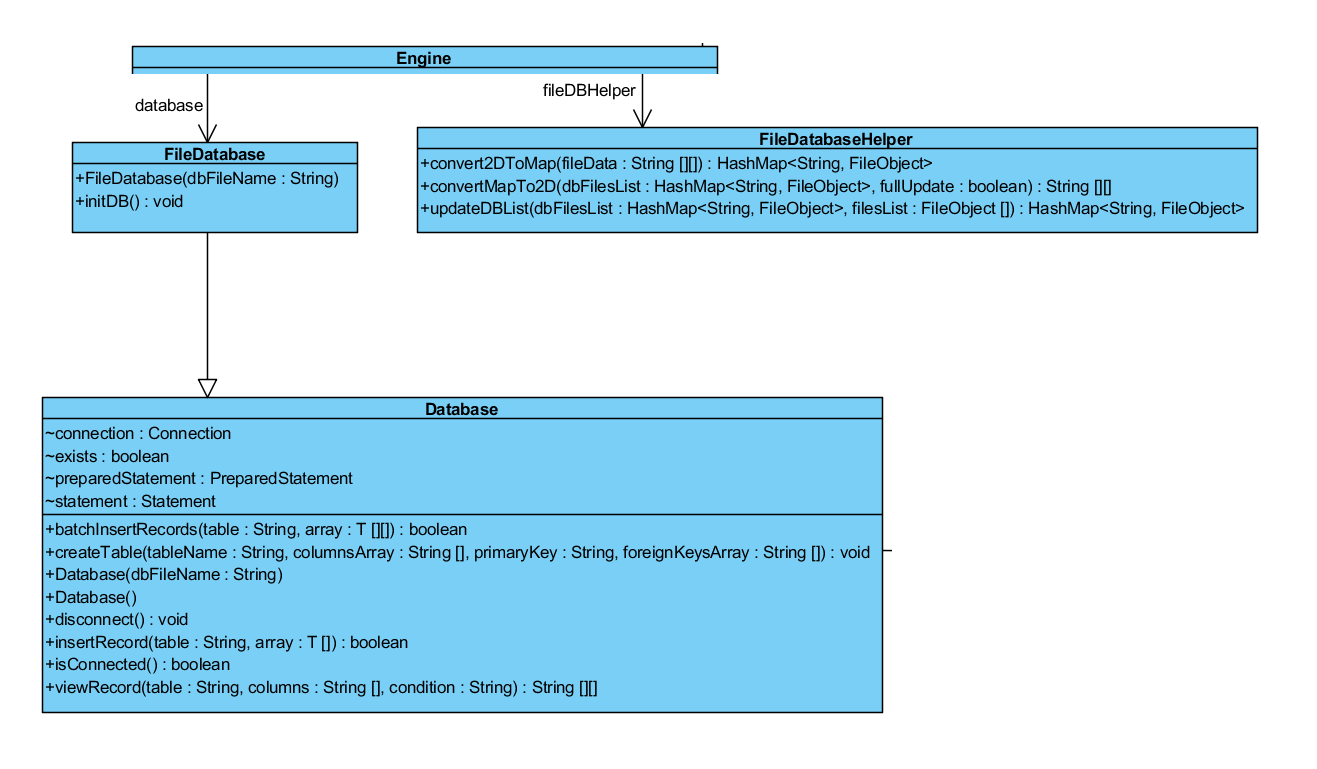 Engine
database
fileDBHelper
FileDatabase
+FileDatabase(dbFileName : String)
+initDB() : void
FileDatabaseHelper
+convert2DToMap(fileData : String [][]) : HashMap<String, FileObject>
+convertMapTo2D(dbFilesList : HashMap<String, FileObject>, fullUpdate : boolean) : String [][]
+updateDBList(dbFilesList : HashMap<String, FileObject>, filesList : FileObject []) : HashMap<String, FileObject>
Database
~connection : Connection
~exists : boolean
~preparedStatement : PreparedStatement
~statement : Statement
+batchInsertRecords(table : String, array : T [][]) : boolean
+createTable(tableName : String, columnsArray : String [], primaryKey : String, foreignKeysArray : String []) : void
+Database(dbFileName : String)
+Database()
+disconnect() : void
+insertRecord(table : String, array : T []) : boolean
+isConnected() : boolean
+viewRecord(table : String, columns : String [], condition : String) : String [][]